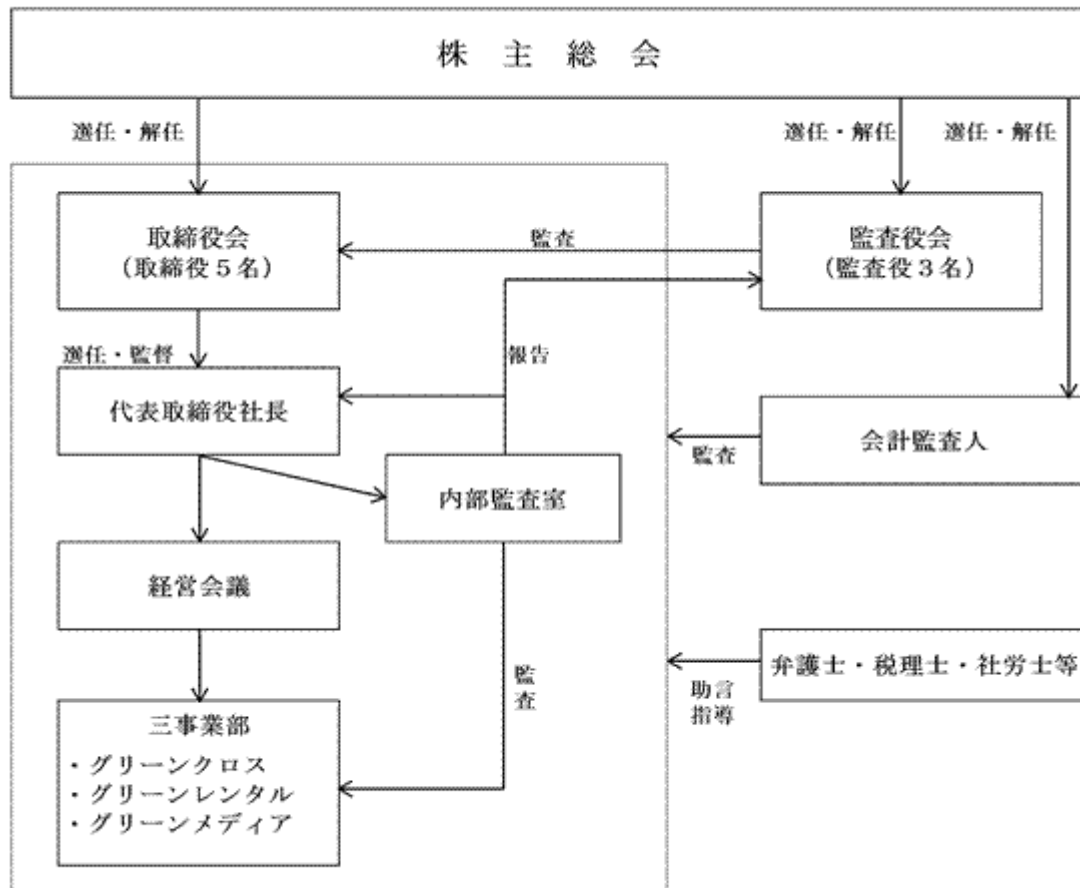 株主総会
選任・解任
選任・解任
選任・解任
取締役会
(取締役5名)
監査
監査役会
(監査役3名)
選任・監督
報告
代表取締役社長
会計監査人
監査
内部監査室
経営会議
弁護士・税理士・社労士等
助言
指導
監査
三事業部
・グリーンクロス
・グリーンレンタル
・グリーンメディア